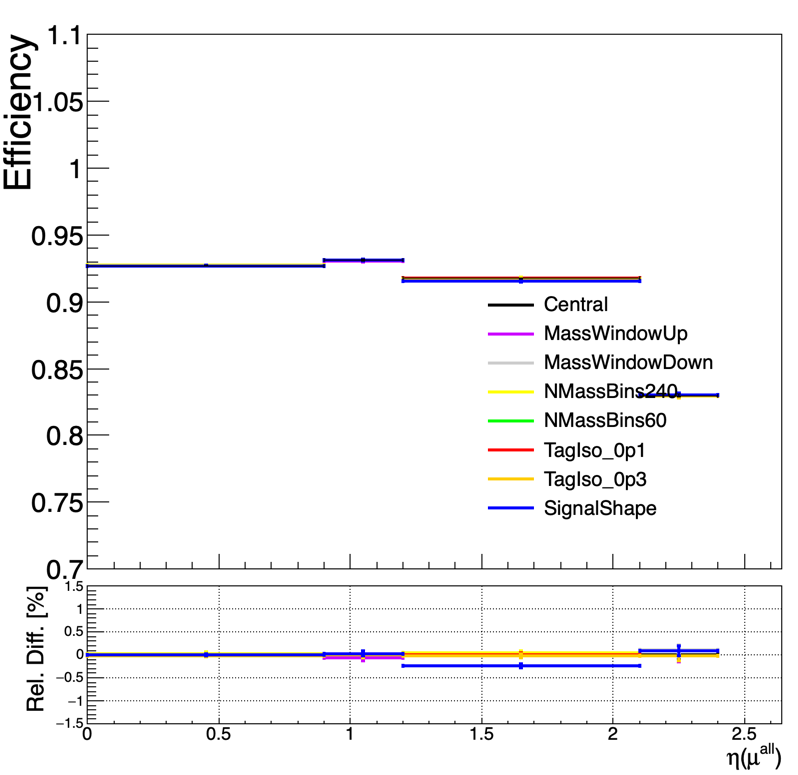 Efficiency
1.1
1.05
1
0.95
0.9
0.85
0.8
0.75
0.7
Central
MassWindowUp
MassWindowDown
NMassBins240
NMassBins60
TagIso_0p1
TagIso_0p3
SignalShape
Rel. Diff. [%]
1.5
1
0.5
0
−0.5
−1
−1.5
0 0.5 1 1.5 2 2.5
η(μ^all)